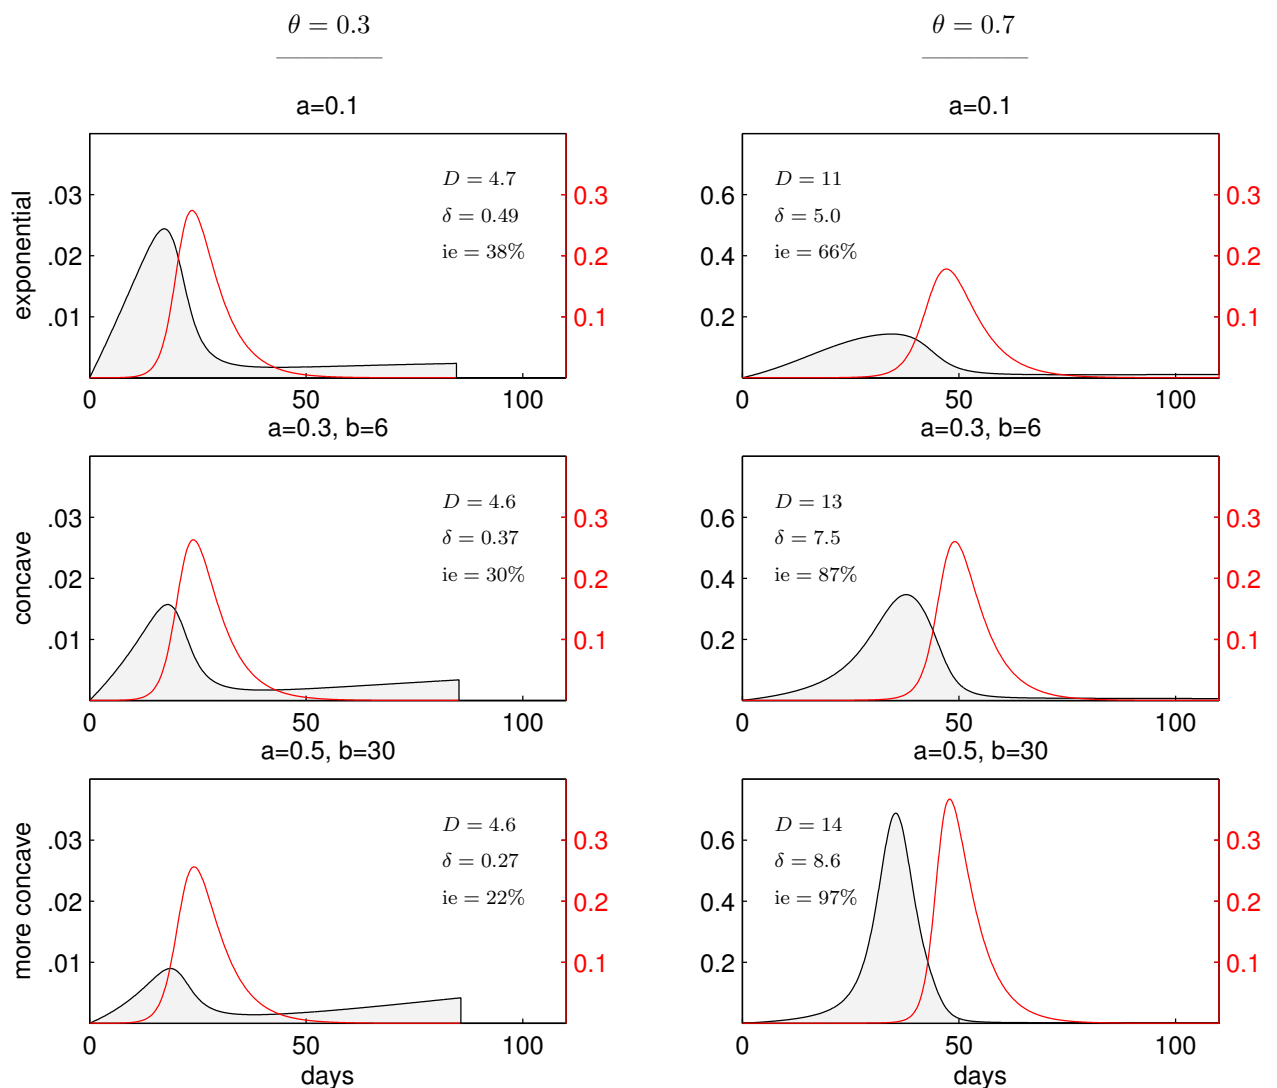 θ = 0.3
θ = 0.7
a=0.1
exponential
.03
.02
.01
D = 4.7
δ = 0.49
ie = 38%
0.3
0.2
0.1
0 50 100
a=0.1
0.6
0.4
0.2
D = 11
δ = 5.0
ie = 66%
0.3
0.2
0.1
0 50 100
a=0.3, b=6
concave
.03
.02
.01
D = 4.6
δ = 0.37
ie = 30%
0.3
0.2
0.1
0 50 100
a=0.3, b=6
0.6
0.4
0.2
D = 13
δ = 7.5
ie = 87%
0.3
0.2
0.1
0 50 100
a=0.5, b=30
more concave
.03
.02
.01
D = 4.6
δ = 0.27
ie = 22%
0.3
0.2
0.1
0 50 100
days
a=0.5, b=30
0.6
0.4
0.2
D = 14
δ = 8.6
ie = 97%
0.3
0.2
0.1
0 50 100
days